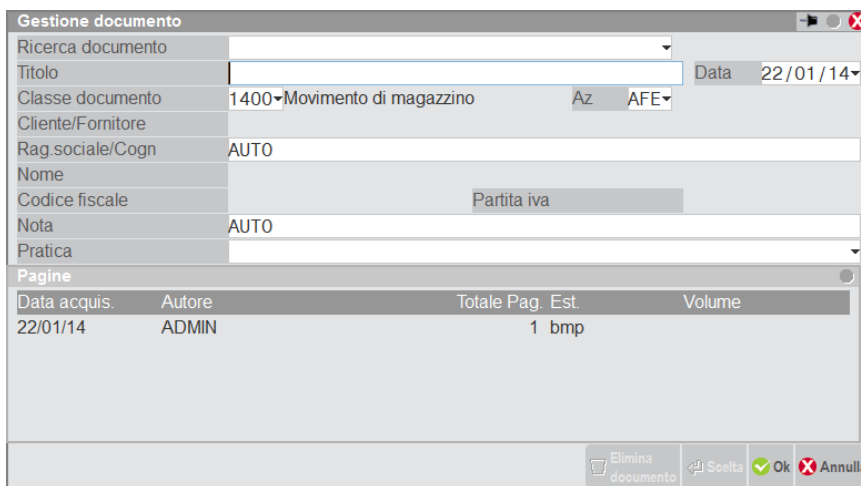 Gestione documento
Ricerca documento
Titolo Data 22/01/14
Classe documento 1400 Movimento di magazzino Az AFE
Cliente/Fornitore
Rag.sociale/Cogn AUTO
Nome
Codice fiscale Partita iva
Nota AUTO
Pratica
Pagine
Data acquis. Autore Totale Pag. Est. Volume
22/01/14 ADMIN 1 bmp
Elimina documento Scelta Ok Annull